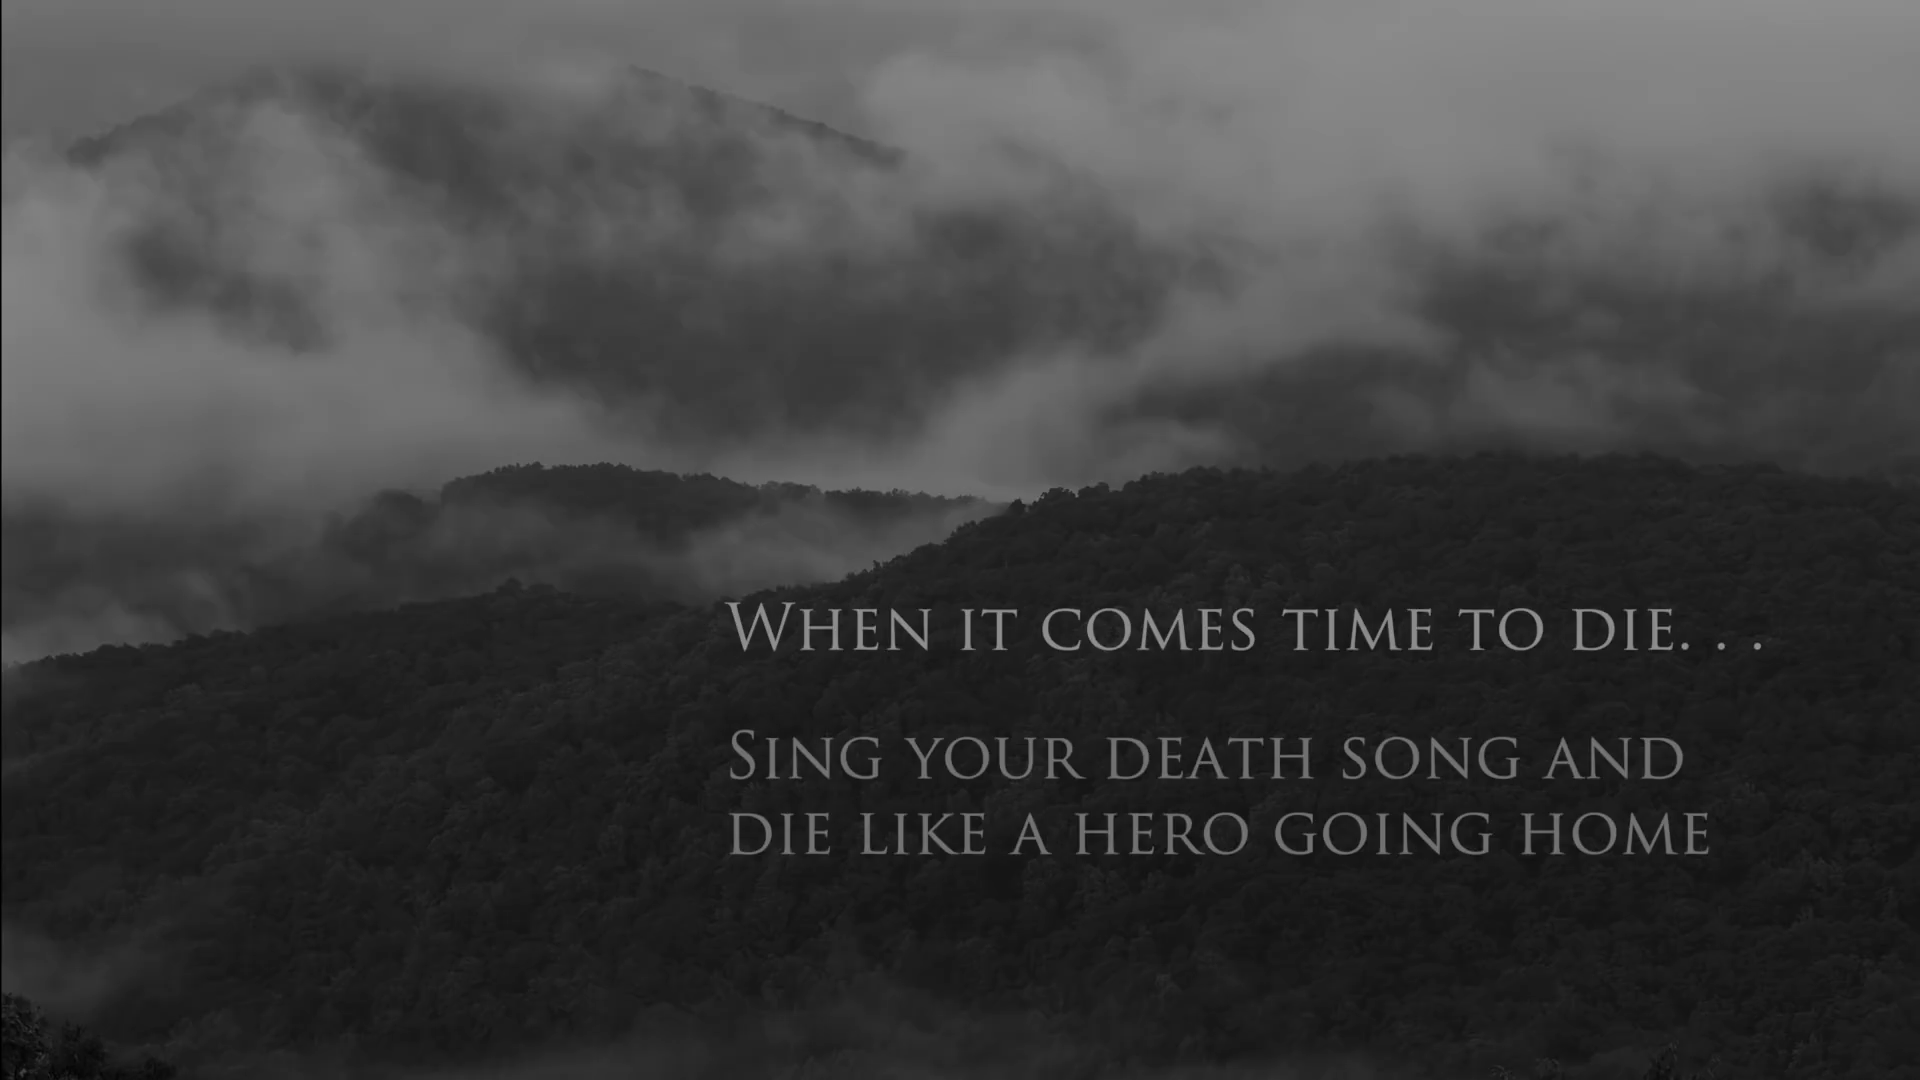 When it comes time to die. . .
Sing your death song and
die like a hero going home